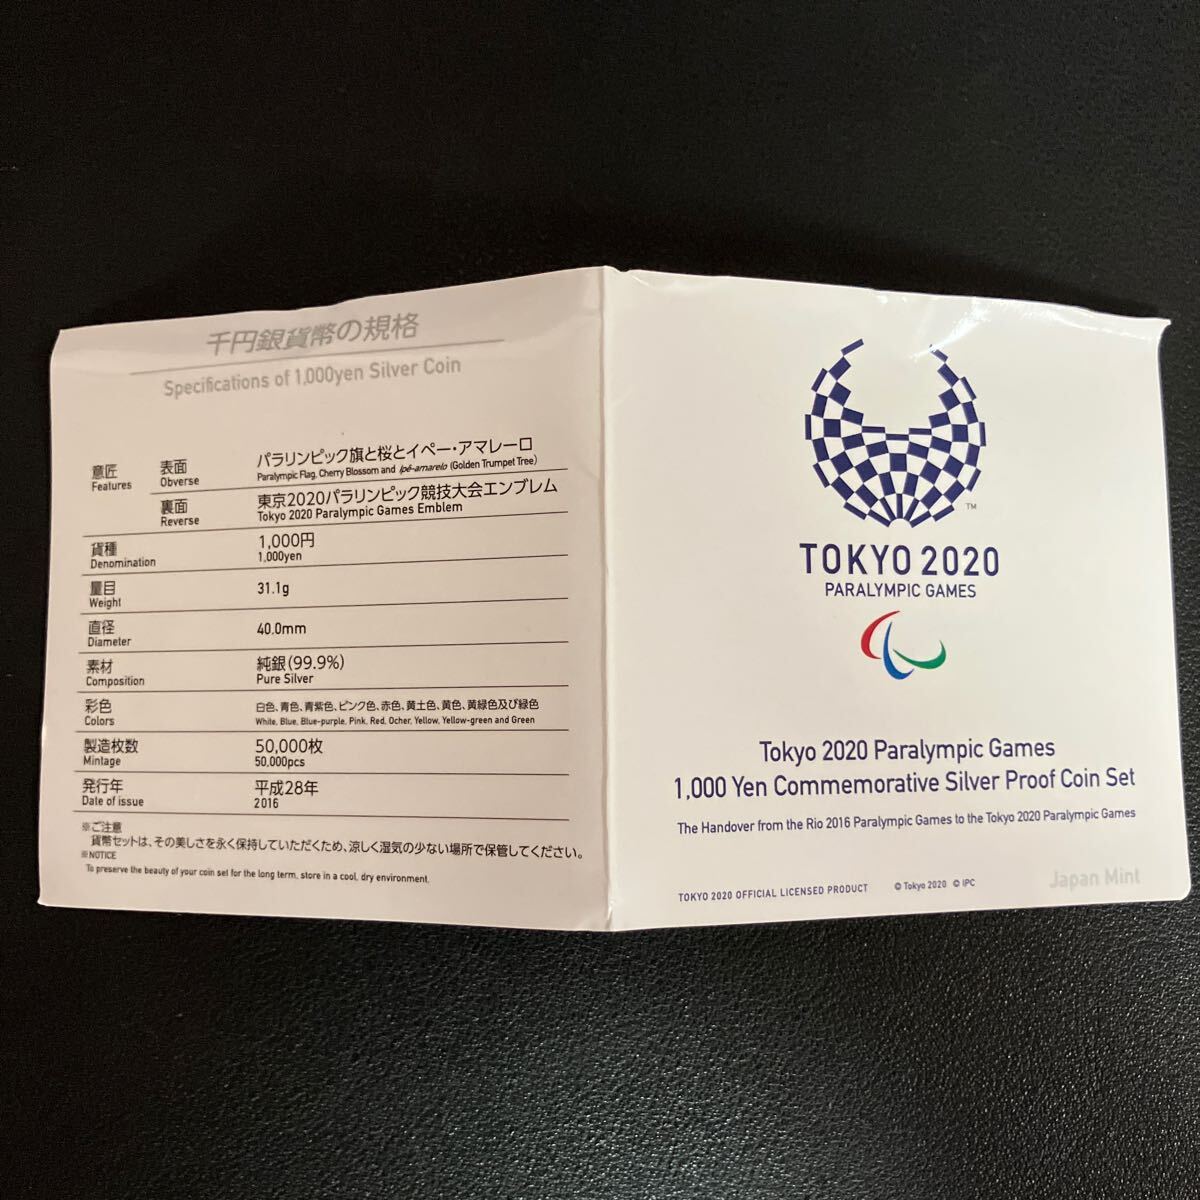 千円銀貨幣の規格
Specifications of 1,000yen Silver Coin
意匠
Features
表面
Obverse
パラリンピック旗と桜とイペー・アマレーロ
Paralympic Flag, Cherry Blossom and ipê-amarelo (Golden Trumpet Tree)
裏面
Reverse
東京2020パラリンピック競技大会エンブレム
Tokyo 2020 Paralympic Games Emblem
貨種
Denomination
1,000円
1,000yen
量目
Weight
31.1g
直径
Diameter
40.0mm
素材
Composition
純銀(99.9%)
Pure Silver
彩色
Colors
白色、青色、青紫色、ピンク色、赤色、黄土色、黄色、黄緑色及び緑色
White, Blue, Blue-purple, Pink, Red, Ocher, Yellow, Yellow-green and Green
製造枚数
Mintage
50,000枚
50,000pcs
発行年
Date of issue
平成28年
2016
※ご注意
貨幣セットは、その美しさを永く保持していただくため、涼しく湿気の少ない場所で保管してください。
※NOTICE
To preserve the beauty of your coin set for the long term, store in a cool, dry environment.
TM
TOKYO 2020
PARALYMPIC GAMES
Tokyo 2020 Paralympic Games
1,000 Yen Commemorative Silver Proof Coin Set
The Handover from the Rio 2016 Paralympic Games to the Tokyo 2020 Paralympic Games
TOKYO 2020 OFFICIAL LICENSED PRODUCT © Tokyo 2020 © IPC
Japan Mint